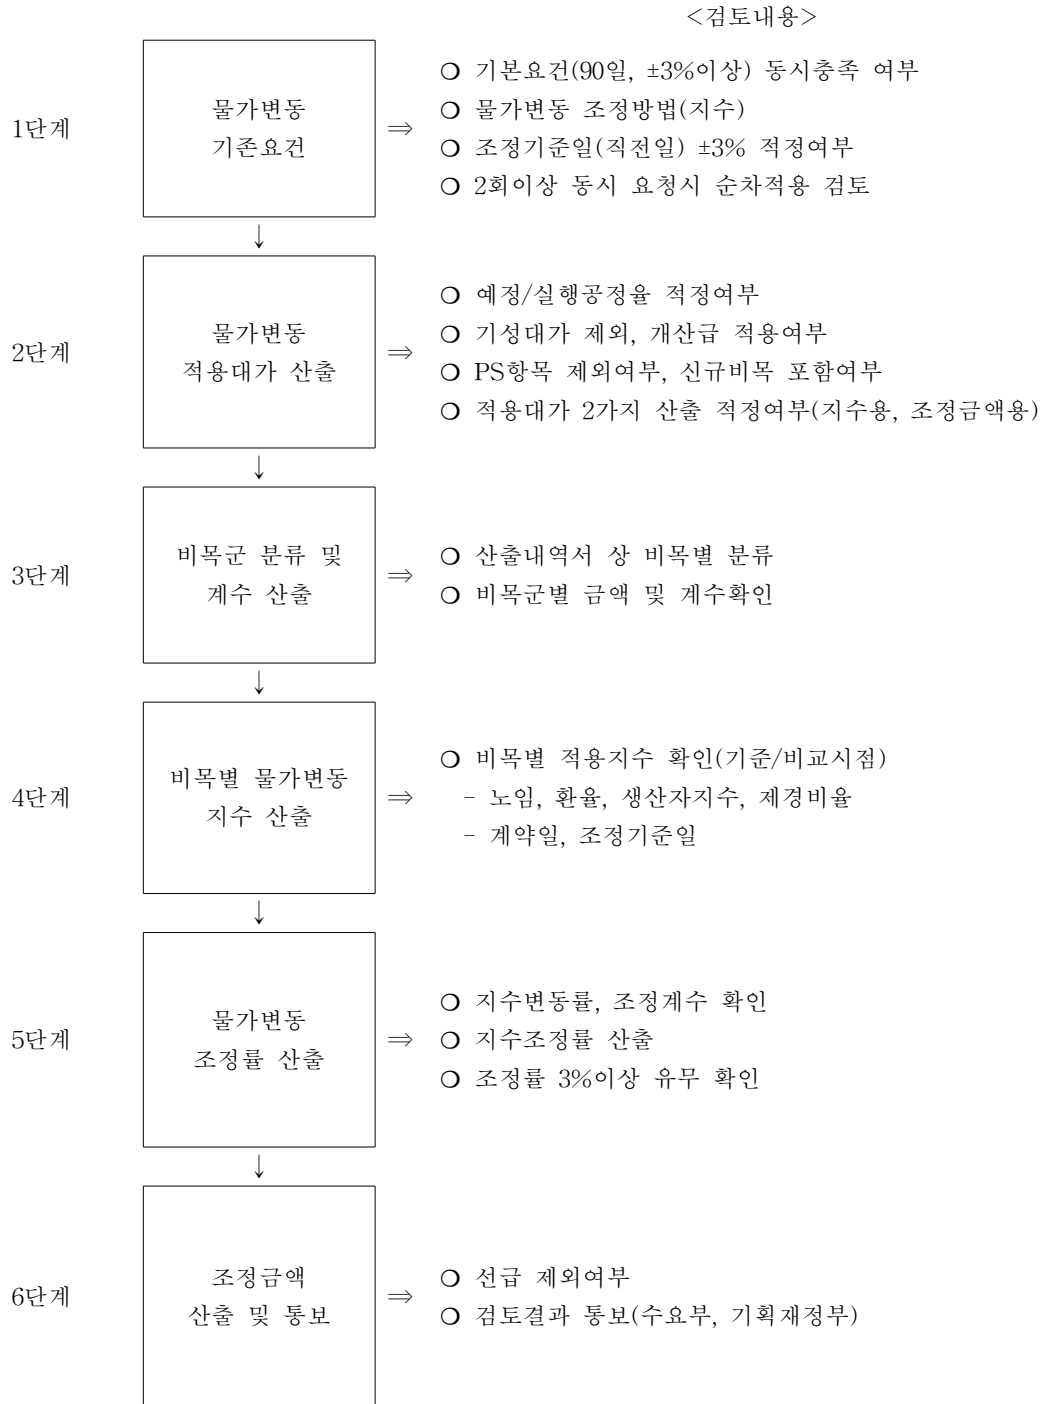 <검토내용>
1단계
물가변동
기존요건
⇒
❍ 기본요건(90일, ±3%이상) 동시충족 여부
❍ 물가변동 조정방법(지수)
❍ 조정기준일(직전일) ±3% 적정여부
❍ 2회이상 동시 요청시 순차적용 검토
↓
2단계
물가변동
적용대가 산출
⇒
❍ 예정/실행공정율 적정여부
❍ 기성대가 제외, 개산급 적용여부
❍ PS항목 제외여부, 신규비목 포함여부
❍ 적용대가 2가지 산출 적정여부(지수용, 조정금액용)
↓
3단계
비목군 분류 및
계수 산출
⇒
❍ 산출내역서 상 비목별 분류
❍ 비목군별 금액 및 계수확인
↓
4단계
비목별 물가변동
지수 산출
⇒
❍ 비목별 적용지수 확인(기준/비교시점)
- 노임, 환율, 생산자지수, 제경비율
- 계약일, 조정기준일
↓
5단계
물가변동
조정률 산출
⇒
❍ 지수변동률, 조정계수 확인
❍ 지수조정률 산출
❍ 조정률 3%이상 유무 확인
↓
6단계
조정금액
산출 및 통보
⇒
❍ 선급 제외여부
❍ 검토결과 통보(수요부, 기획재정부)